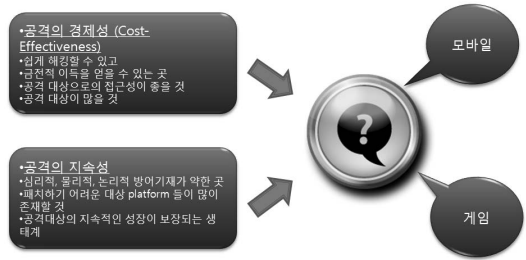 •공격의 경제성 (Cost-
Effectiveness)
•쉽게 해킹할 수 있고
•금전적 이득을 얻을 수 있는 곳
•공격 대상으로의 접근성이 좋을 것
•공격 대상이 많을 것
모바일
?
•공격의 지속성
•심리적, 물리적, 논리적 방어기재가 약한 곳
•패치하기 어려운 대상 platform 들이 많이
존재할 것
•공격대상의 지속적인 성장이 보장되는 생
태계
게임